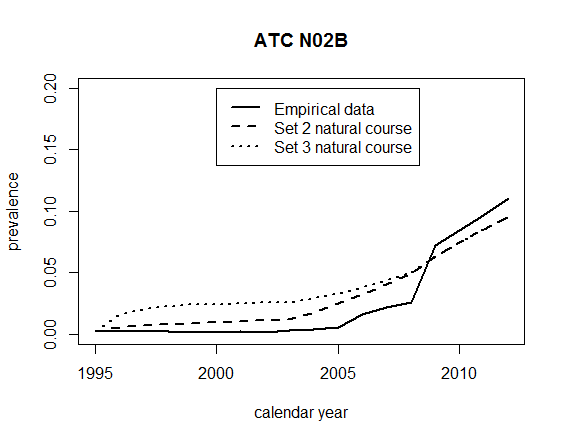 ATC N02B
Empirical data
Set 2 natural course
Set 3 natural course
prevalence
0.20
0.15
0.10
0.05
0.00
1995 2000 2005 2010
calendar year